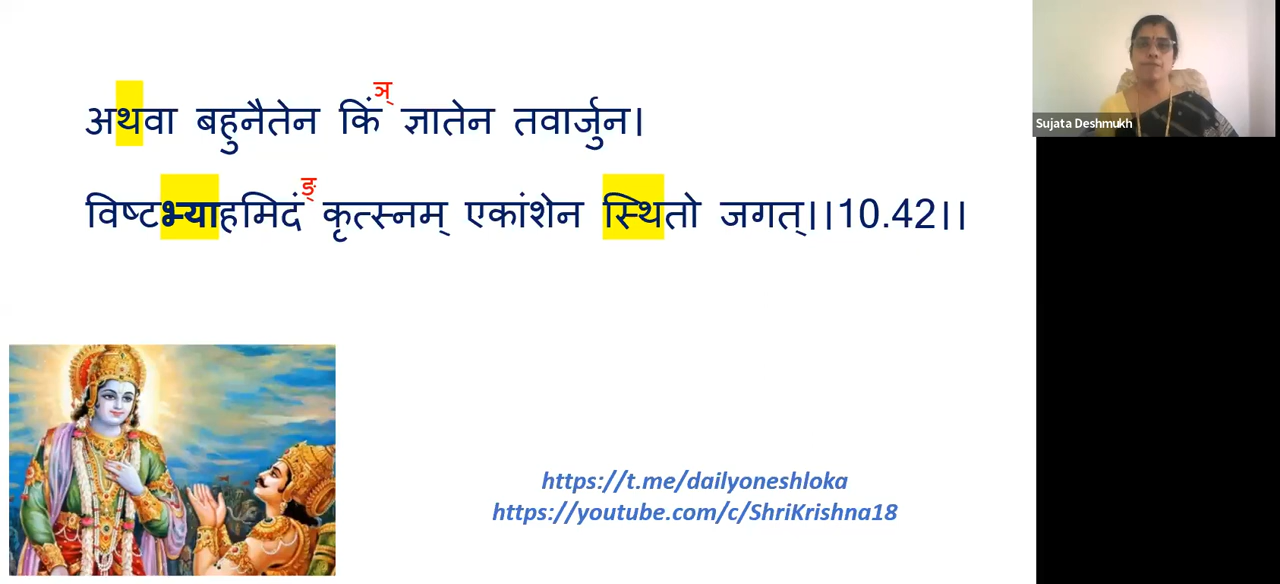 अथवा बहुनैतेन किं ज्ञातेन तवार्जुन।
ञ्
विष्टभ्याहमिदं कृत्स्नम् एकांशेन स्थितो जगत्।।10.42।।
ङ्
https://t.me/dailyoneshloka
https://youtube.com/c/ShriKrishna18
Sujata Deshmukh